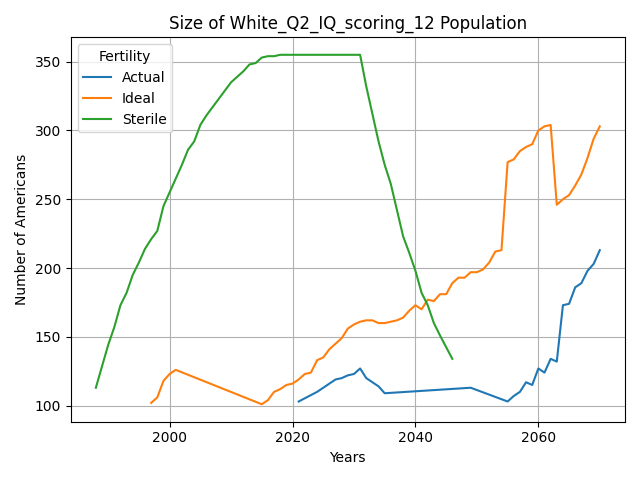 Size of White_Q2_IQ_scoring_12 Population
Fertility
Actual
Ideal
Sterile
Number of Americans
350
300
250
200
150
100
2000
2020
2040
2060
Years